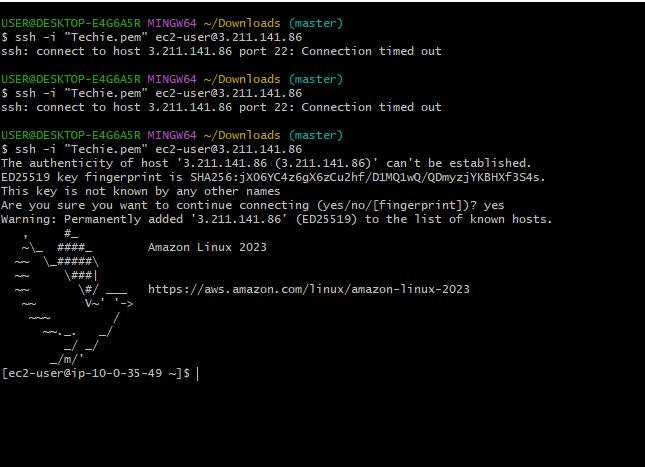 USER@DESKTOP-E4G6A5R MINGW64 ~/Downloads (master)
$ ssh -i "Techie.pem" ec2-user@3.211.141.86
ssh: connect to host 3.211.141.86 port 22: Connection timed out
USER@DESKTOP-E4G6A5R MINGW64 ~/Downloads (master)
$ ssh -i "Techie.pem" ec2-user@3.211.141.86
ssh: connect to host 3.211.141.86 port 22: Connection timed out
USER@DESKTOP-E4G6A5R MINGW64 ~/Downloads (master)
$ ssh -i "Techie.pem" ec2-user@3.211.141.86
The authenticity of host '3.211.141.86 (3.211.141.86)' can't be established.
ED25519 key fingerprint is SHA256:jXO6YC4z6gX6zCu2hf/D1MQ1wQ/QDmyzjYKBHXf3S4s.
This key is not known by any other names
Are you sure you want to continue connecting (yes/no/[fingerprint])? yes
Warning: Permanently added '3.211.141.86' (ED25519) to the list of known hosts.
   ,     #_
   ~\_  ####_        Amazon Linux 2023
  ~~  \_#####\
  ~~     \###|
  ~~       \#/ ___   https://aws.amazon.com/linux/amazon-linux-2023
   ~~       V~' '->
    ~~~         /
      ~~._.   _/
         _/ _/
       _/m/'
[ec2-user@ip-10-0-35-49 ~]$